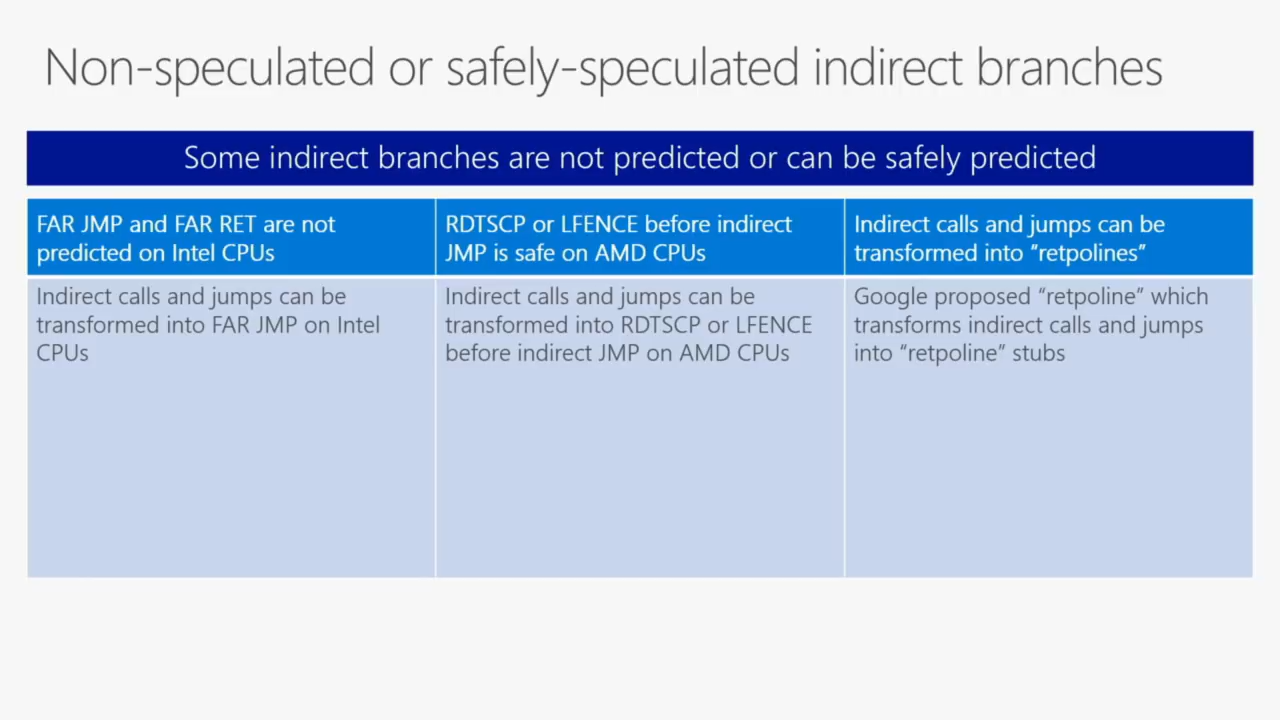 Non-speculated or safely-speculated indirect branches
Some indirect branches are not predicted or can be safely predicted
FAR JMP and FAR RET are not
predicted on Intel CPUs
RDTSCP or LFENCE before indirect
JMP is safe on AMD CPUs
Indirect calls and jumps can be
transformed into “retpolines”
Indirect calls and jumps can be
transformed into FAR JMP on Intel
CPUs
Indirect calls and jumps can be
transformed into RDTSCP or LFENCE
before indirect JMP on AMD CPUs
Google proposed “retpoline” which
transforms indirect calls and jumps
into “retpoline” stubs